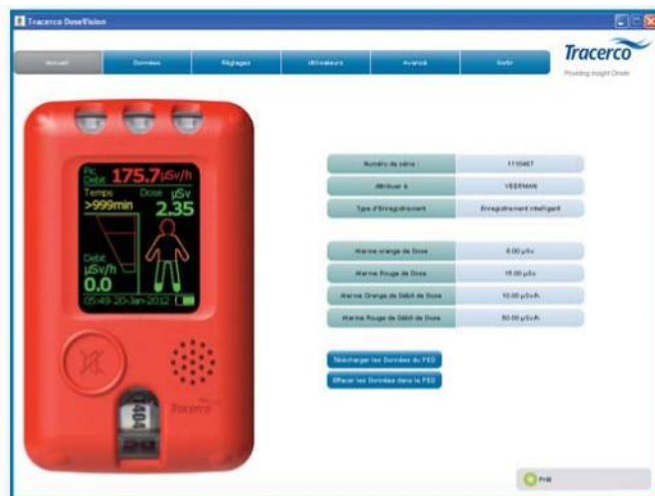 Tracerco DoseVision
Accueil Données Réglages Utilisateurs Avancé Sortir
Tracerco
Providing Insight Onsite
Pic
Débit 175.7µSv/h
Temps Dose µSv
>999min 2.35
Débit
µSv/h
0.0
05:49 20-Jan-2012
1404
Tracerco
Numéro de série : 1110467
Attribuer à VEERMAN
Type d'Enregistrement Enregistrement intelligent
Alarme orange de Dose 5.00 µSv
Alarme Rouge de Dose 15.00 µSv
Alarme Orange de Débit de Dose 10.00 µSv/h
Alarme Rouge de Débit de Dose 50.00 µSv/h
Télécharger les Données du PED
Effacer les Données dans le PED
Prêt